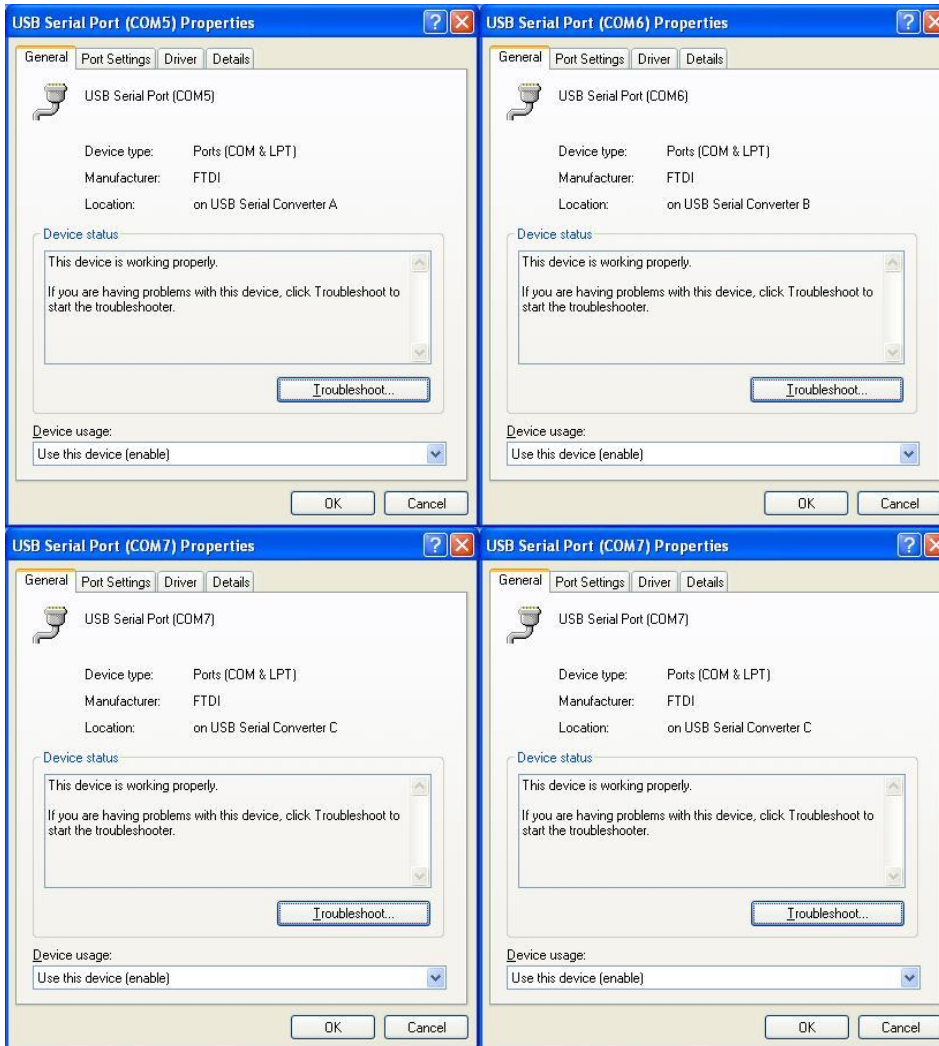 USB Serial Port (COM5) Properties
General Port Settings Driver Details
USB Serial Port (COM5)
Device type: Ports (COM & LPT)
Manufacturer: FTDI
Location: on USB Serial Converter A
Device status
This device is working properly.
If you are having problems with this device, click Troubleshoot to
start the troubleshooter.
Troubleshoot...
Device usage:
Use this device (enable)
OK Cancel
USB Serial Port (COM6) Properties
General Port Settings Driver Details
USB Serial Port (COM6)
Device type: Ports (COM & LPT)
Manufacturer: FTDI
Location: on USB Serial Converter B
Device status
This device is working properly.
If you are having problems with this device, click Troubleshoot to
start the troubleshooter.
Troubleshoot...
Device usage:
Use this device (enable)
OK Cancel
USB Serial Port (COM7) Properties
General Port Settings Driver Details
USB Serial Port (COM7)
Device type: Ports (COM & LPT)
Manufacturer: FTDI
Location: on USB Serial Converter C
Device status
This device is working properly.
If you are having problems with this device, click Troubleshoot to
start the troubleshooter.
Troubleshoot...
Device usage:
Use this device (enable)
OK Cancel
USB Serial Port (COM7) Properties
General Port Settings Driver Details
USB Serial Port (COM7)
Device type: Ports (COM & LPT)
Manufacturer: FTDI
Location: on USB Serial Converter C
Device status
This device is working properly.
If you are having problems with this device, click Troubleshoot to
start the troubleshooter.
Troubleshoot...
Device usage:
Use this device (enable)
OK Cancel